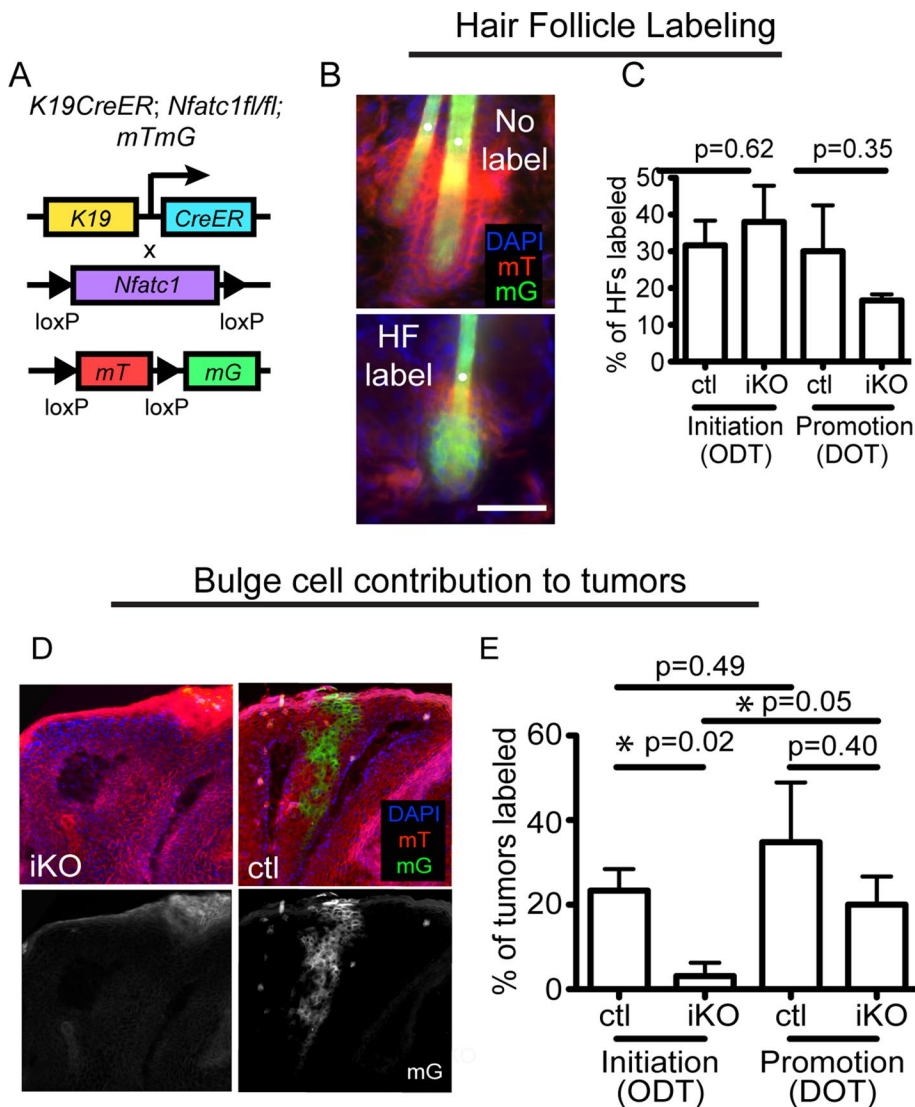 Hair Follicle Labeling
A
K19CreER; Nfatc1fl/fl;
mTmG
K19
CreER
x
Nfatc1
loxP
loxP
mT
mG
loxP
loxP
B
No
label
DAPI
mT
mG
HF
label
C
p=0.62
p=0.35
% of HFs labeled
50
40
30
20
10
0
ctl
iKO
ctl
iKO
Initiation
(ODT)
Promotion
(DOT)
Bulge cell contribution to tumors
D
iKO
ctl
DAPI
mT
mG
mG
E
p=0.49
* p=0.05
* p=0.02
p=0.40
% of tumors labeled
60
40
20
0
ctl
iKO
ctl
iKO
Initiation
(ODT)
Promotion
(DOT)